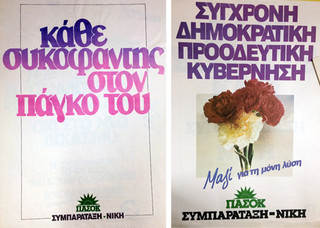 κάθε
συκοφάντης
στον
πάγκο του
ΠΑΣΟΚ
ΣΥΜΠΑΡΑΤΑΞΗ-ΝΙΚΗ
ΣΥΓΧΡΟΝΗ
ΔΗΜΟΚΡΑΤΙΚΗ
ΠΡΟΟΔΕΥΤΙΚΗ
ΚΥΒΕΡΝΗΣΗ
Μαζί για τη μόνη λύση
ΠΑΣΟΚ
ΣΥΜΠΑΡΑΤΑΞΗ-ΝΙΚΗ